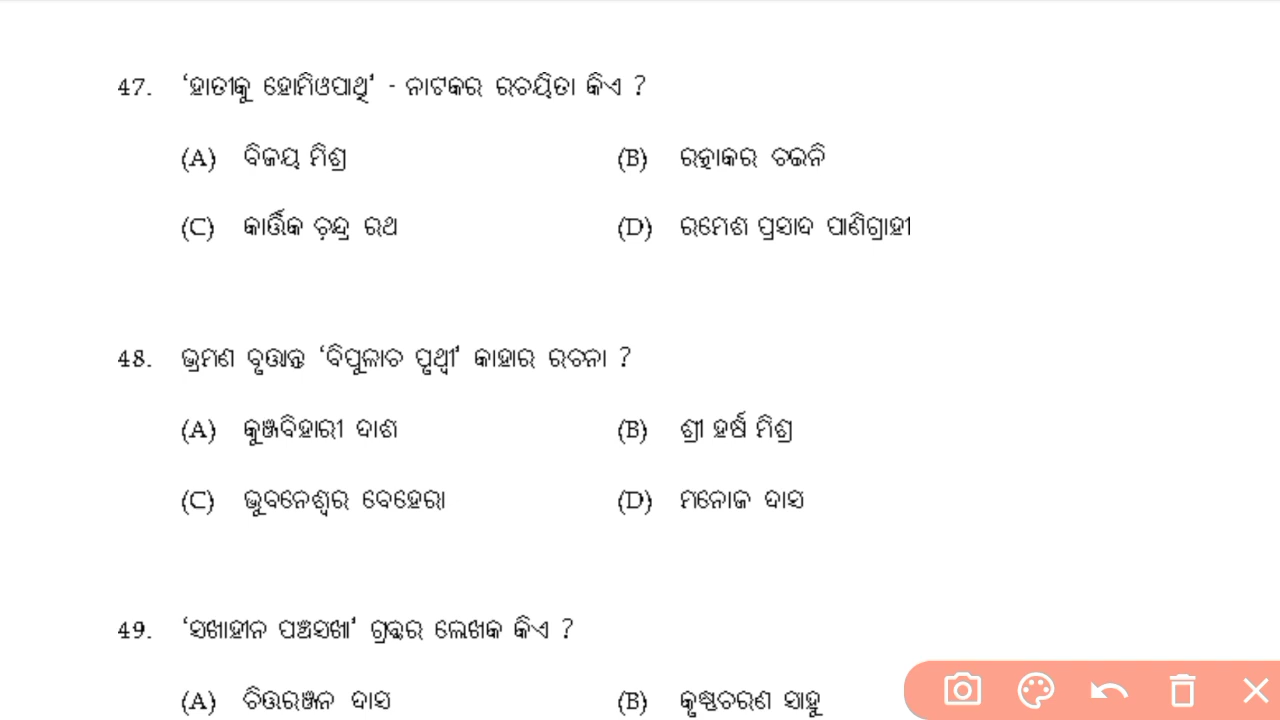 47. 'ହାତୀକୁ ହୋମିଓପାଥି' - ନାଟକର ରଚୟିତା କିଏ ?
(A) ବିଜୟ ମିଶ୍ର (B) ରତ୍ନାକର ଚଇନି
(C) କାର୍ତ୍ତିକ ଚନ୍ଦ୍ର ରଥ (D) ରମେଶ ପ୍ରସାଦ ପାଣିଗ୍ରାହୀ
48. ଭ୍ରମଣ ବୃତ୍ତାନ୍ତ 'ବିପୁଳାଚ ପୃଥ୍ୱୀ' କାହାର ରଚନା ?
(A) କୁଞ୍ଜବିହାରୀ ଦାଶ (B) ଶ୍ରୀ ହର୍ଷ ମିଶ୍ର
(C) ଭୁବନେଶ୍ୱର ବେହେରା (D) ମନୋଜ ଦାସ
49. 'ସଖାହୀନ ପଞ୍ଚସଖା' ଗ୍ରନ୍ଥର ଲେଖକ କିଏ ?
(A) ଚିତ୍ତରଞ୍ଜନ ଦାସ (B) କୃଷ୍ଣଚରଣ ସାହୁ